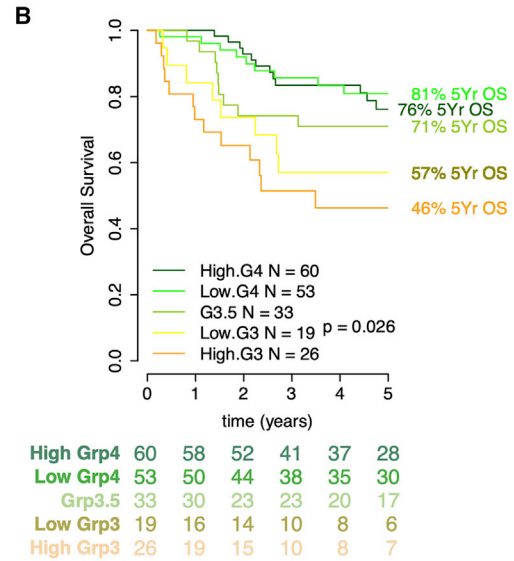 B
1.0
0.8
0.6
0.4
0.2
0.0
Overall Survival
81% 5Yr OS
76% 5Yr OS
71% 5Yr OS
57% 5Yr OS
46% 5Yr OS
High.G4 N = 60
Low.G4 N = 53
G3.5 N = 33
Low.G3 N = 19 p = 0.026
High.G3 N = 26
0 1 2 3 4 5
time (years)
High Grp4 60 58 52 41 37 28
Low Grp4 53 50 44 38 35 30
Grp3.5 33 30 23 23 20 17
Low Grp3 19 16 14 10 8 6
High Grp3 26 19 15 10 8 7